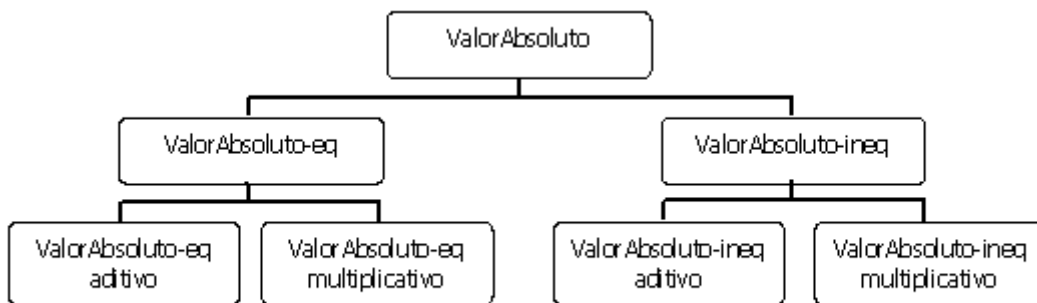 ValorAbsoluto
ValorAbsoluto-eq
ValorAbsoluto-ineq
ValorAbsoluto-eq
aditivo
ValorAbsoluto-eq
multiplicativo
ValorAbsoluto-ineq
aditivo
ValorAbsoluto-ineq
multiplicativo